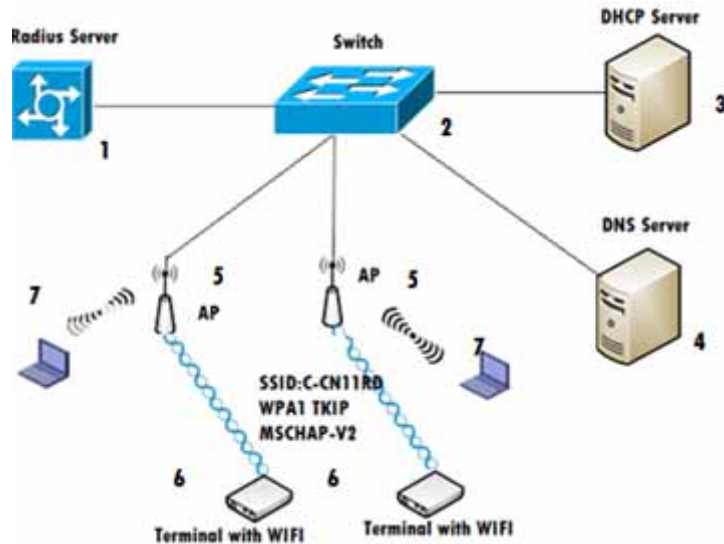 Radius Server
Switch
DHCP Server
1
2
3
DNS Server
4
5
AP
AP
5
7
7
SSID:C-CN11RD
WPA1 TKIP
MSCHAP-V2
6
6
Terminal with WIFI
Terminal with WIFI